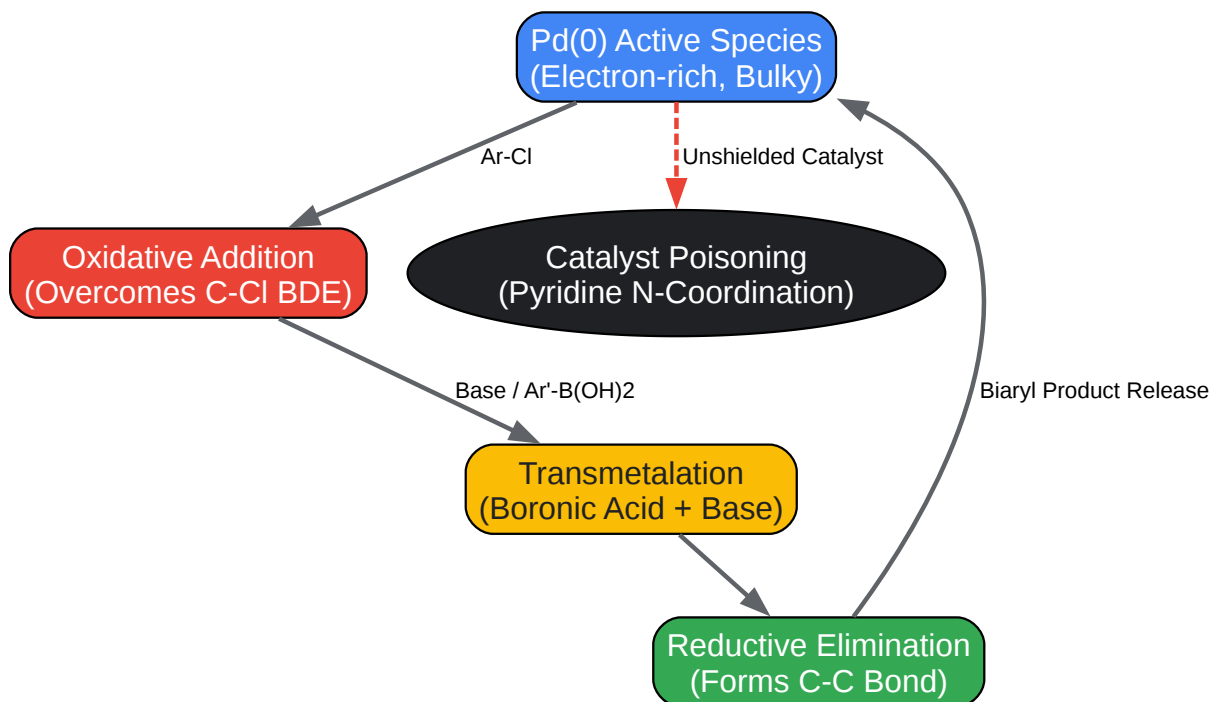 Pd(0) Active Species
(Electron-rich, Bulky)
Ar-Cl
Unshielded Catalyst
Oxidative Addition
(Overcomes C-Cl BDE)
Catalyst Poisoning
(Pyridine N-Coordination)
Base / Ar'-B(OH)2
Biaryl Product Release
Transmetalation
(Boronic Acid + Base)
Reductive Elimination
(Forms C-C Bond)